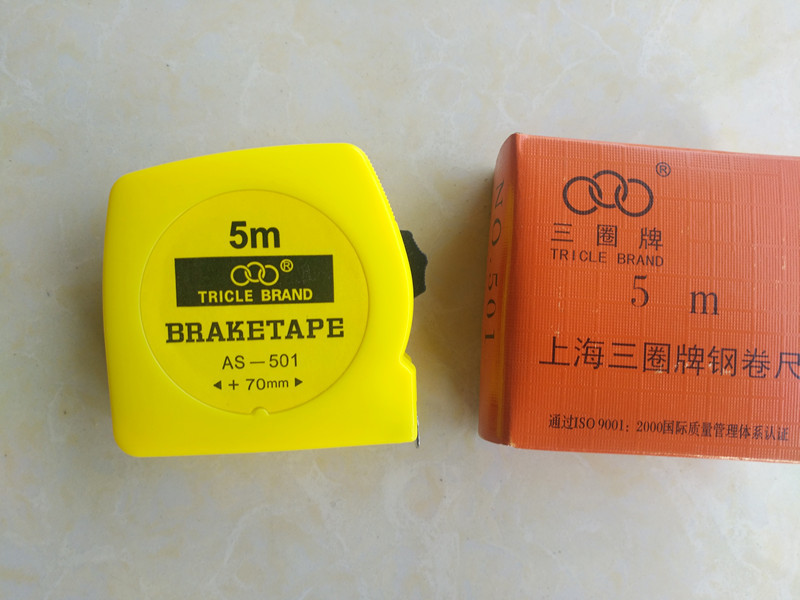 5m
®
TRICLE BRAND
BRAKETAPE
AS—501
◀ + 70mm ▶
NO.501
®
三圈牌
TRICLE BRAND
5 m
上海三圈牌钢卷尺
通过ISO 9001：2000国际质量管理体系认证